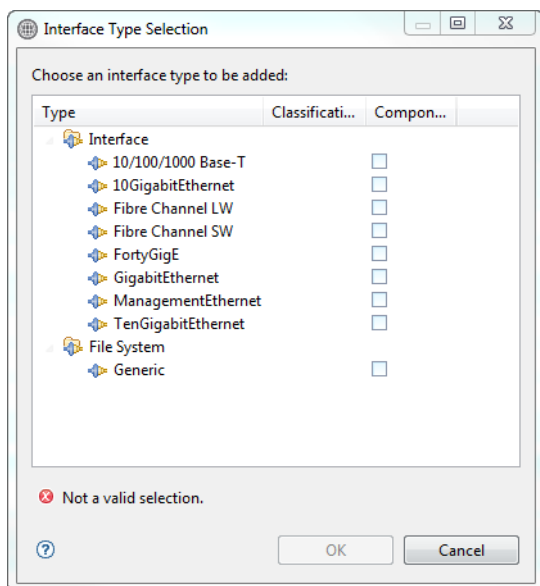 Interface Type Selection
Choose an interface type to be added:
Type Classificati... Compon...
Interface
10/100/1000 Base-T
10GigabitEthernet
Fibre Channel LW
Fibre Channel SW
FortyGigE
GigabitEthernet
ManagementEthernet
TenGigabitEthernet
File System
Generic
Not a valid selection.
? OK Cancel